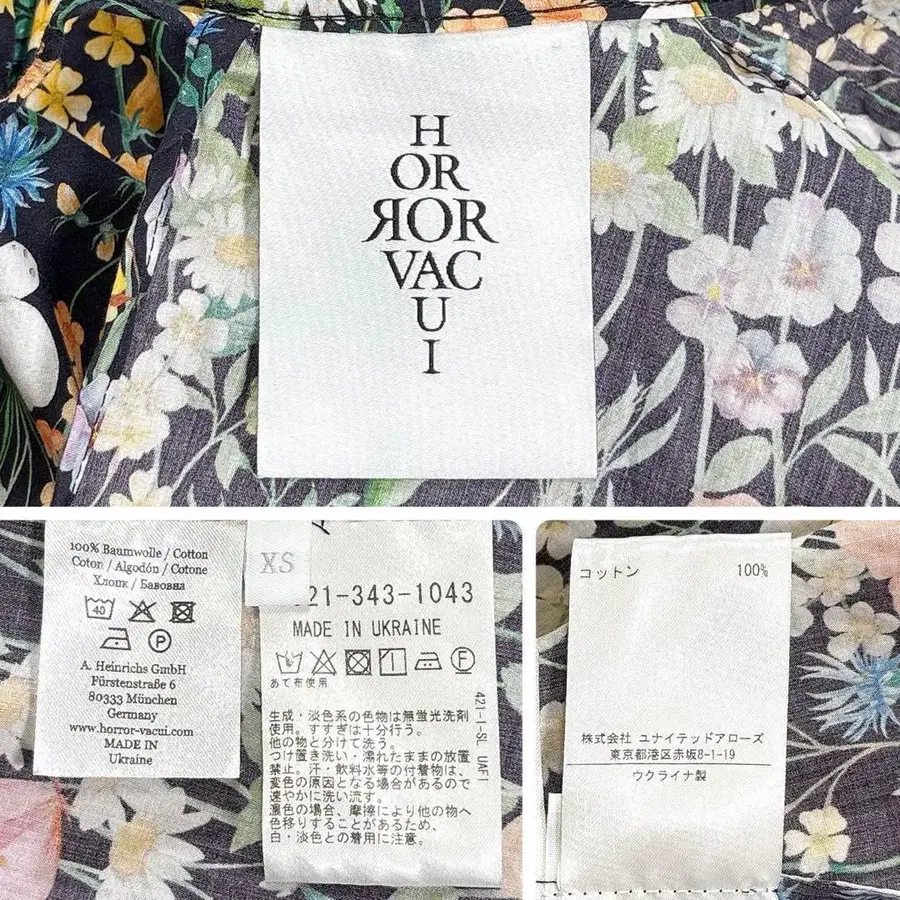 H
OR
ROR
VAC
U
I
100% Baumwolle / Cotton
Coton / Algodón / Cotone
Хлопк / Бавовна
40
P
A. Heinrichs GmbH
Fürstenstraße 6
80333 München
Germany
www.horror-vacui.com
MADE IN
Ukraine
XS
21-343-1043
MADE IN UKRAINE
F
あて布使用
生成・淡色系の色物は無蛍光洗剤
使用。すすぎは十分行う。
他の物と分けて洗う。
つけ置き洗い・濡れたままの放置
禁止。汗・飲料水等の付着物は、
変色の原因となる場合があるので
速やかに洗い流す。
濃色の場合、摩擦により他の物へ
色移りすることがあるため、
白・淡色との着用に注意。
421-I-SL UAF1
コットン 100%
株式会社 ユナイテッドアローズ
東京都港区赤坂8-1-19
ウクライナ製